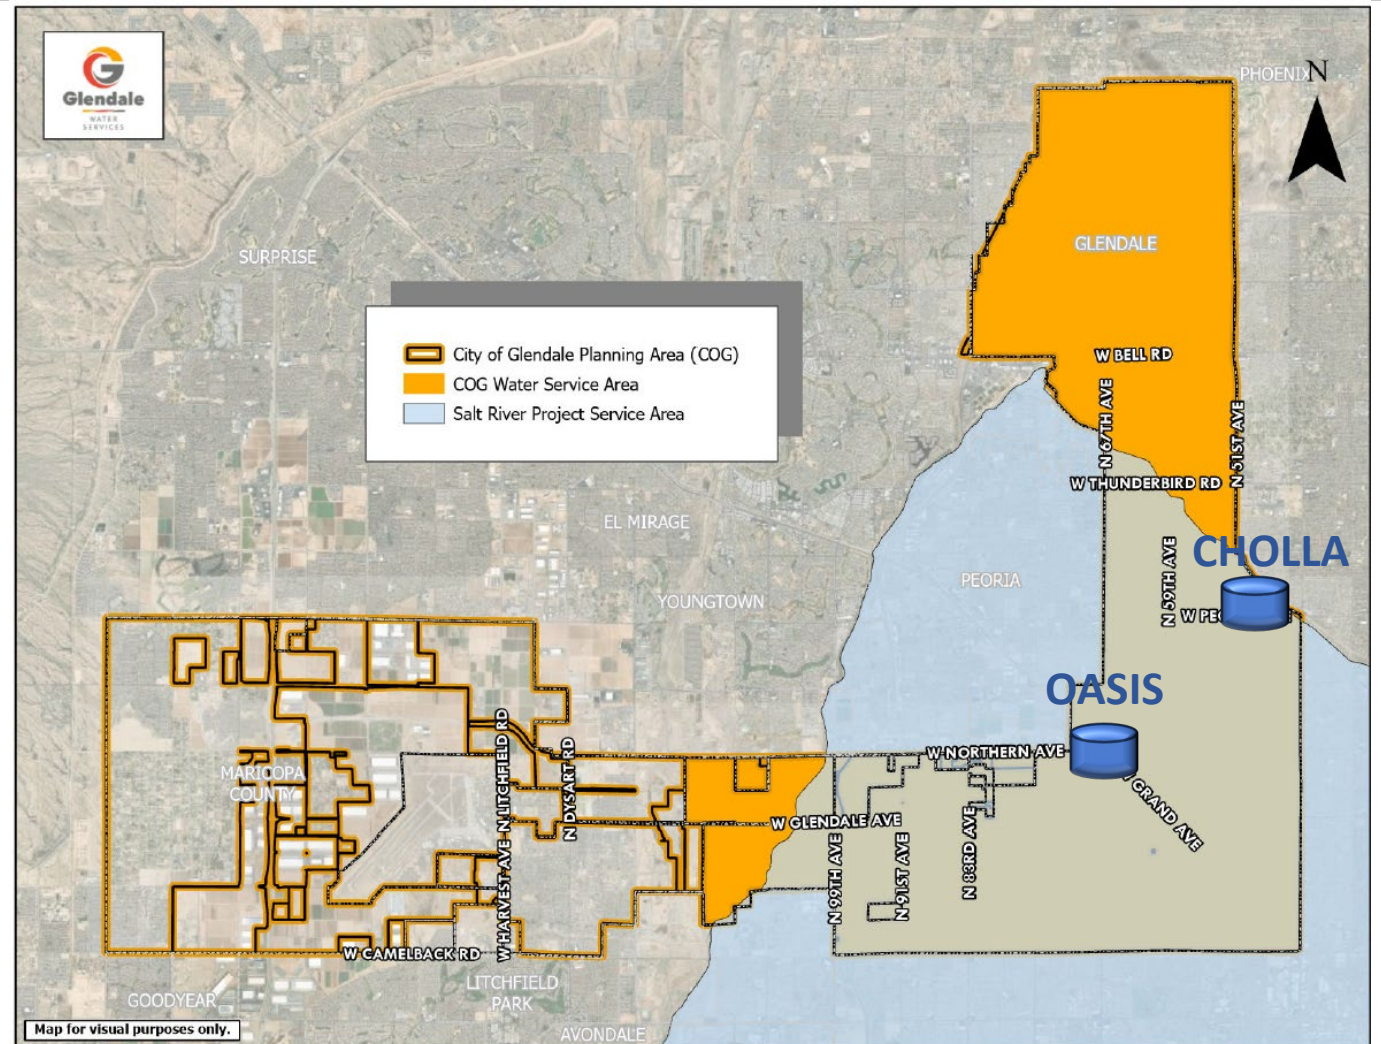 Glendale
WATER
SERVICES
PHOENIX
N
SURPRISE
GLENDALE
City of Glendale Planning Area (COG)
COG Water Service Area
Salt River Project Service Area
W BELL RD
N 67TH AVE
N 51ST AVE
W THUNDERBIRD RD
EL MIRAGE
CHOLLA
N 59TH AVE
PEORIA
YOUNGTOWN
W PEO
OASIS
N LITCHFIELD RD
N DYSART RD
W NORTHERN AVE
MARICOPA
COUNTY
GRAND AVE
W GLENDALE AVE
N 99TH AVE
N 91ST AVE
N 83RD AVE
W HARVEST AVE
W CAMELBACK RD
LITCHFIELD
PARK
GOODYEAR
AVONDALE
Map for visual purposes only.